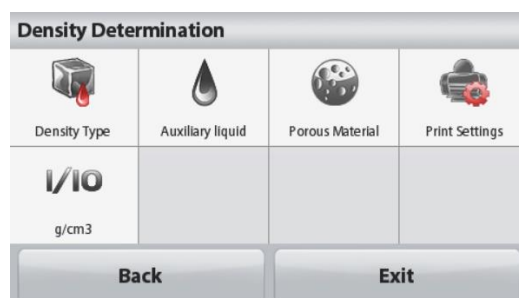 Density Determination
Density Type
Auxiliary liquid
Porous Material
Print Settings
I/IO
g/cm3
Back
Exit